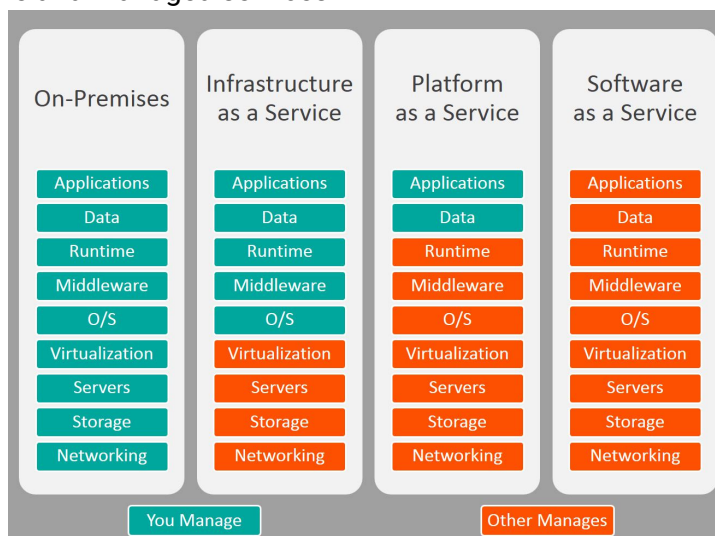 On-Premises
Applications
Data
Runtime
Middleware
O/S
Virtualization
Servers
Storage
Networking
Infrastructure
as a Service
Applications
Data
Runtime
Middleware
O/S
Virtualization
Servers
Storage
Networking
Platform
as a Service
Applications
Data
Runtime
Middleware
O/S
Virtualization
Servers
Storage
Networking
Software
as a Service
Applications
Data
Runtime
Middleware
O/S
Virtualization
Servers
Storage
Networking
You Manage
Other Manages